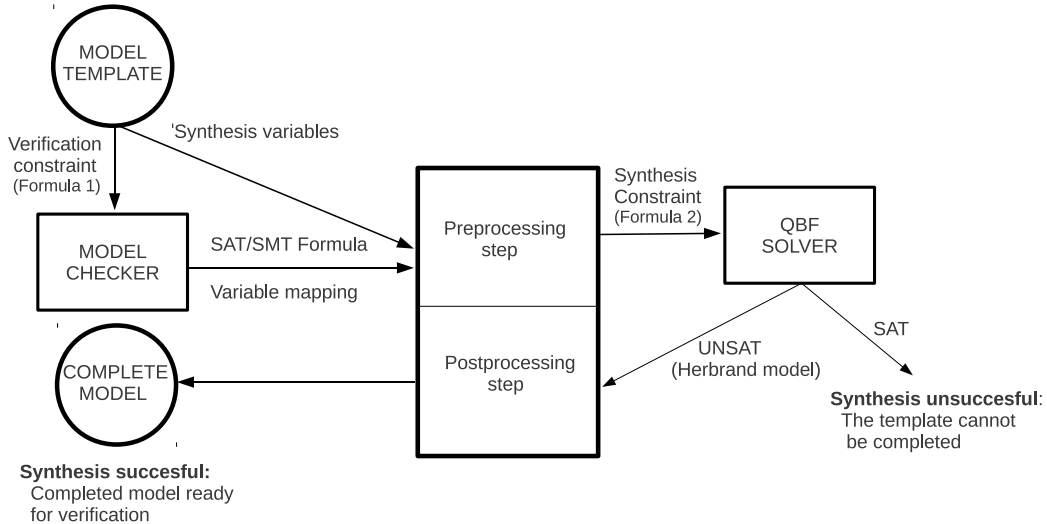 MODEL
TEMPLATE
'Synthesis variables
Verification
constraint
(Formula 1)
MODEL
CHECKER
SAT/SMT Formula
Variable mapping
Preprocessing
step
Synthesis
Constraint
(Formula 2)
QBF
SOLVER
UNSAT
(Herbrand model)
SAT
Synthesis unsuccesful:
The template cannot
be completed
Postprocessing
step
COMPLETE
MODEL
Synthesis succesful:
Completed model ready
for verification